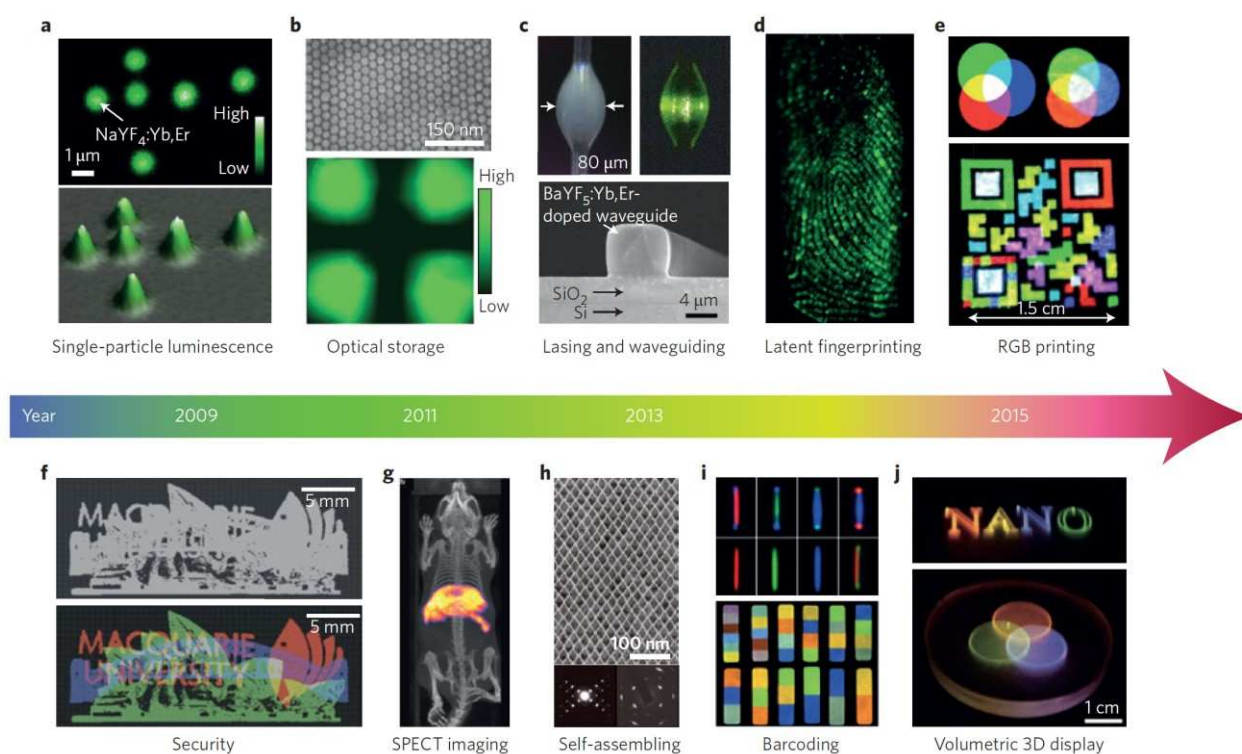 a
High
NaYF₄:Yb,Er
1 μm
Low
Single-particle luminescence
b
150 nm
High
Low
Optical storage
c
80 μm
BaYF₅:Yb,Er-
doped waveguide
SiO₂
Si
4 μm
Lasing and waveguiding
d
Latent fingerprinting
e
1.5 cm
RGB printing
Year 2009 2011 2013 2015
f
5 mm
MACQUARIE
5 mm
MACQUARIE
UNIVERSITY
Security
g
SPECT imaging
h
100 nm
Self-assembling
i
Barcoding
j
NANO
1 cm
Volumetric 3D display